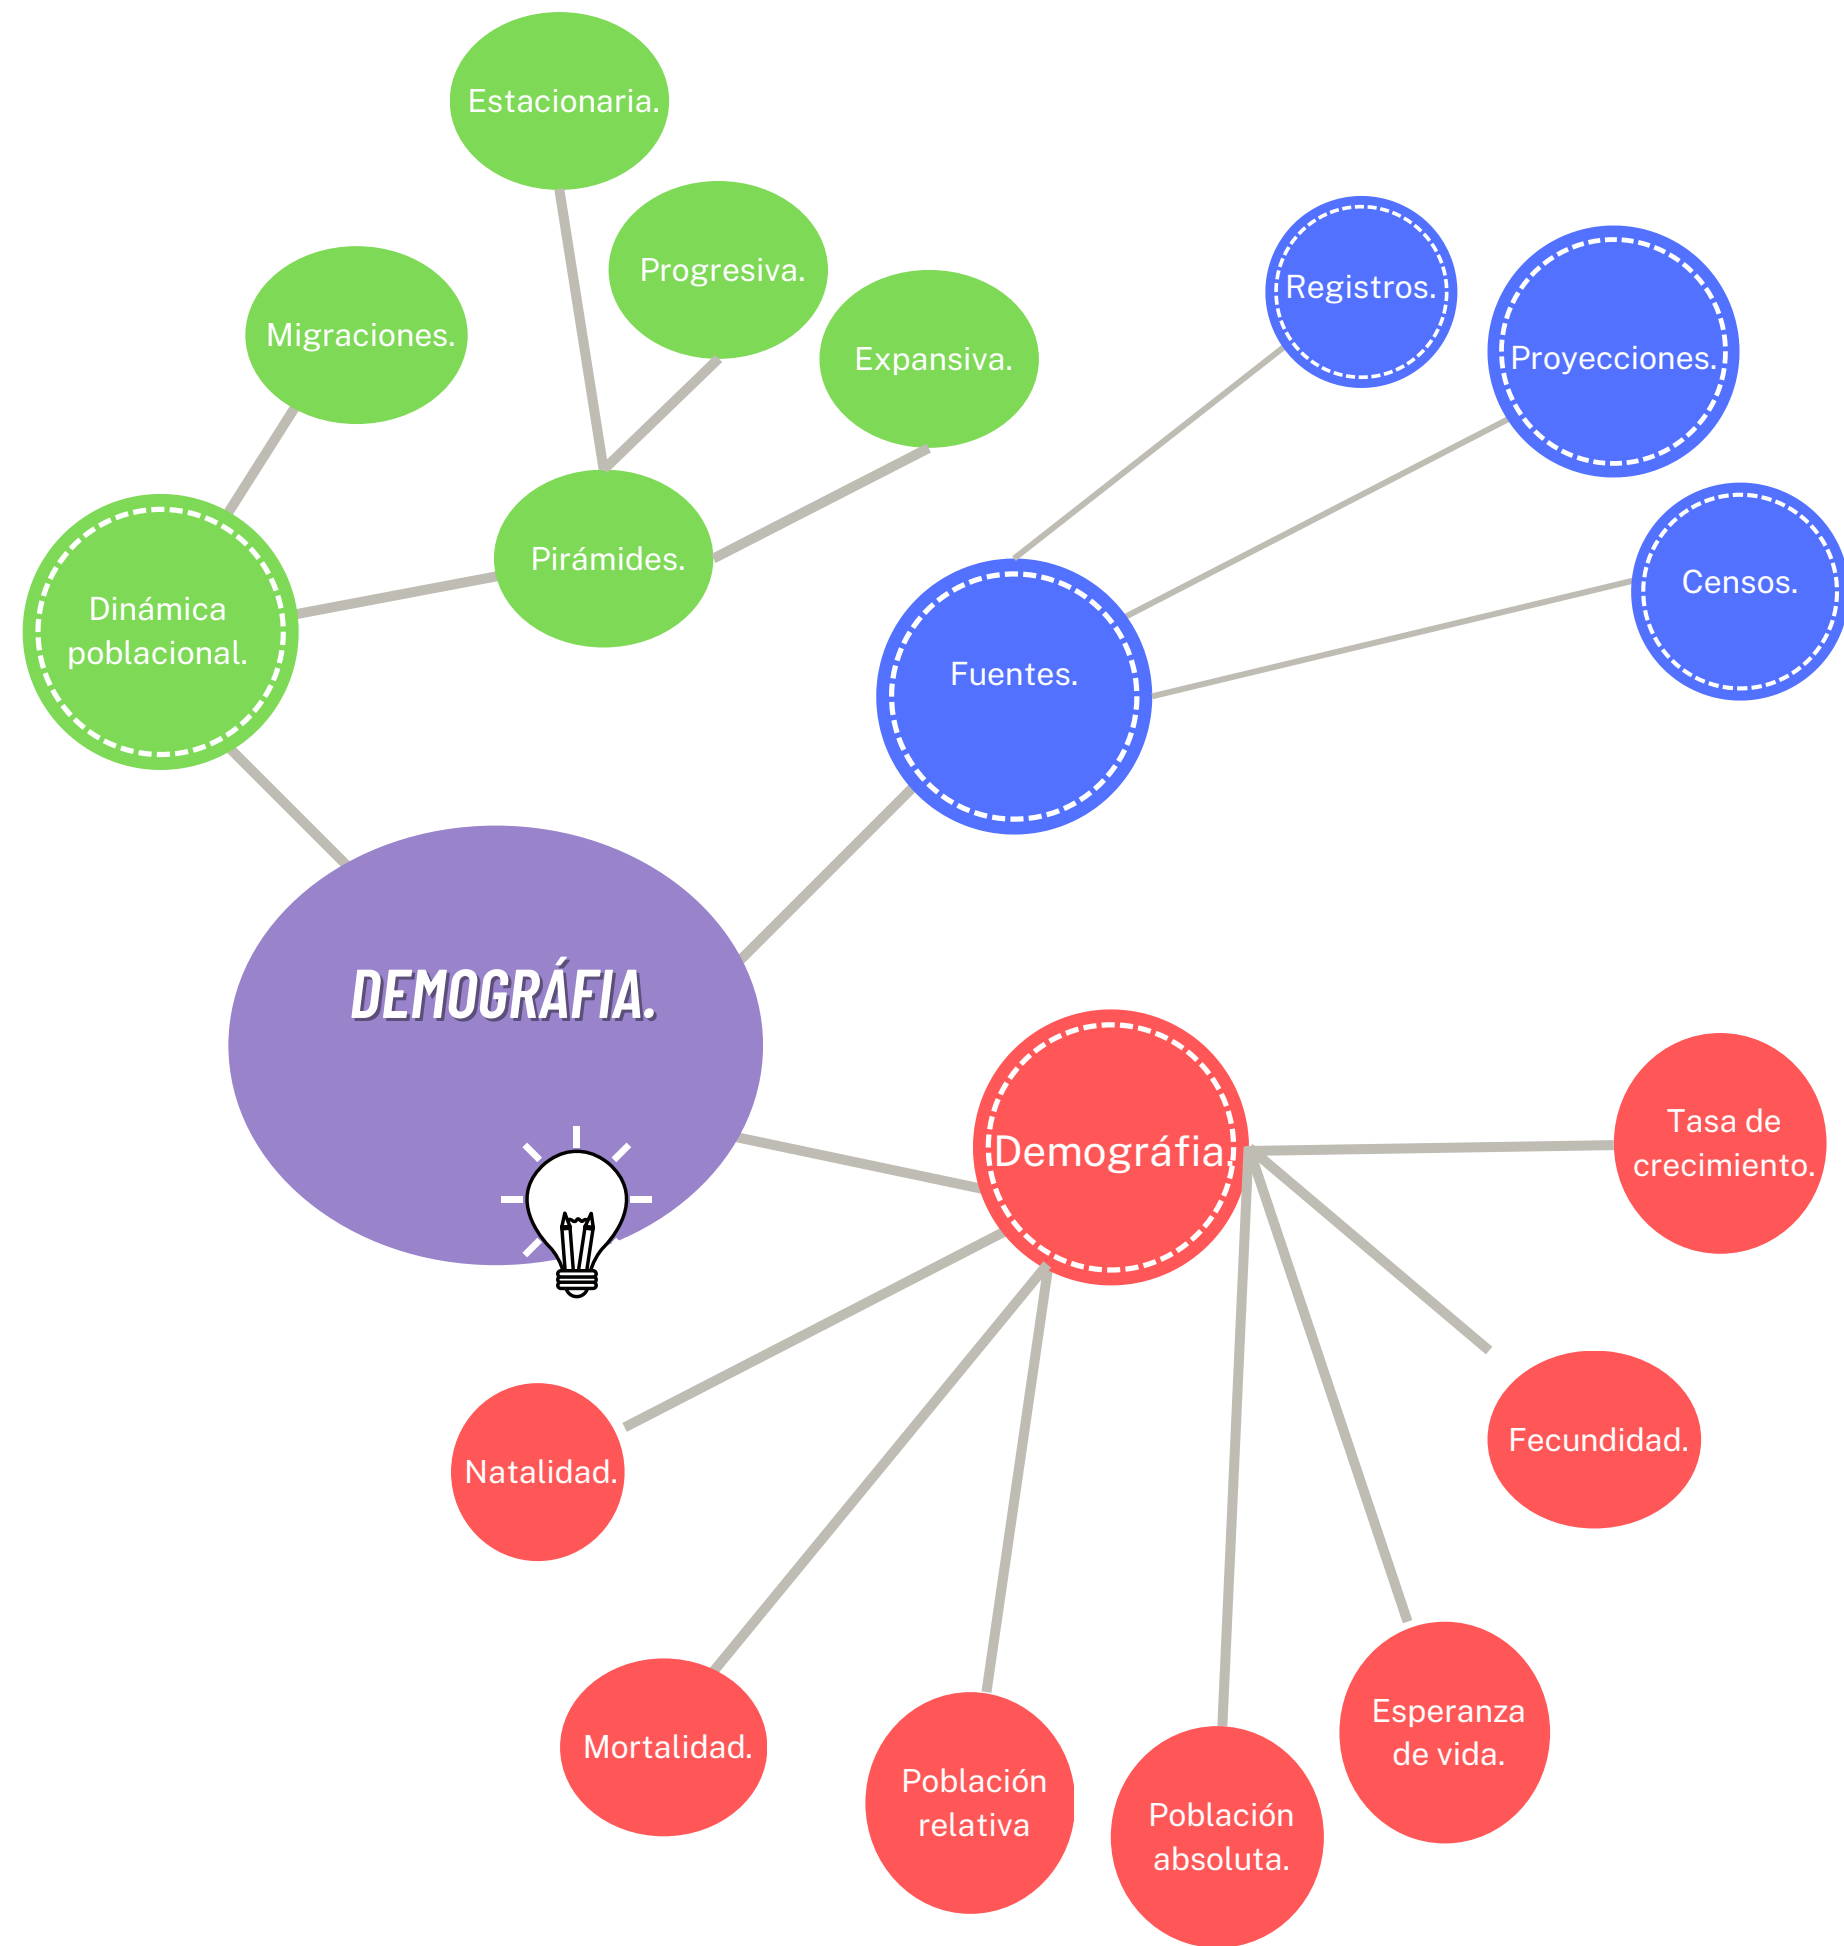 Estacionaria.
Progresiva.
Migraciones.
Expansiva.
Registros.
Proyecciones.
Pirámides.
Censos.
Dinámica
poblacional.
Fuentes.
DEMOGRÁFIA.
Demográfia.
Tasa de
crecimiento.
Natalidad.
Fecundidad.
Mortalidad.
Población
relativa
Población
absoluta.
Esperanza
de vida.